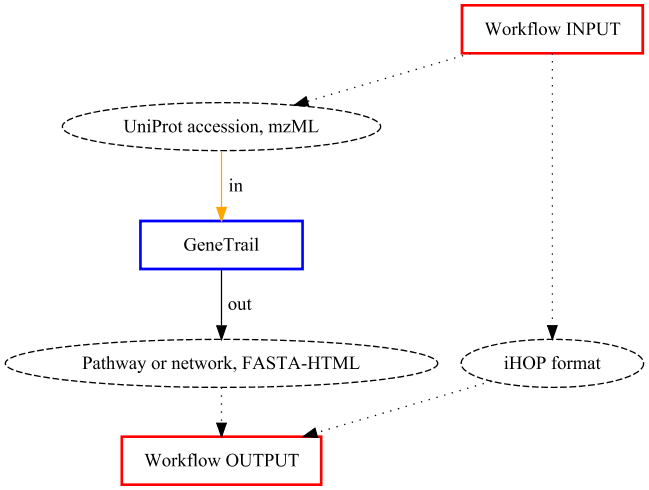 Workflow INPUT
UniProt accession, mzML
in
GeneTrail
out
Pathway or network, FASTA-HTML
iHOP format
Workflow OUTPUT